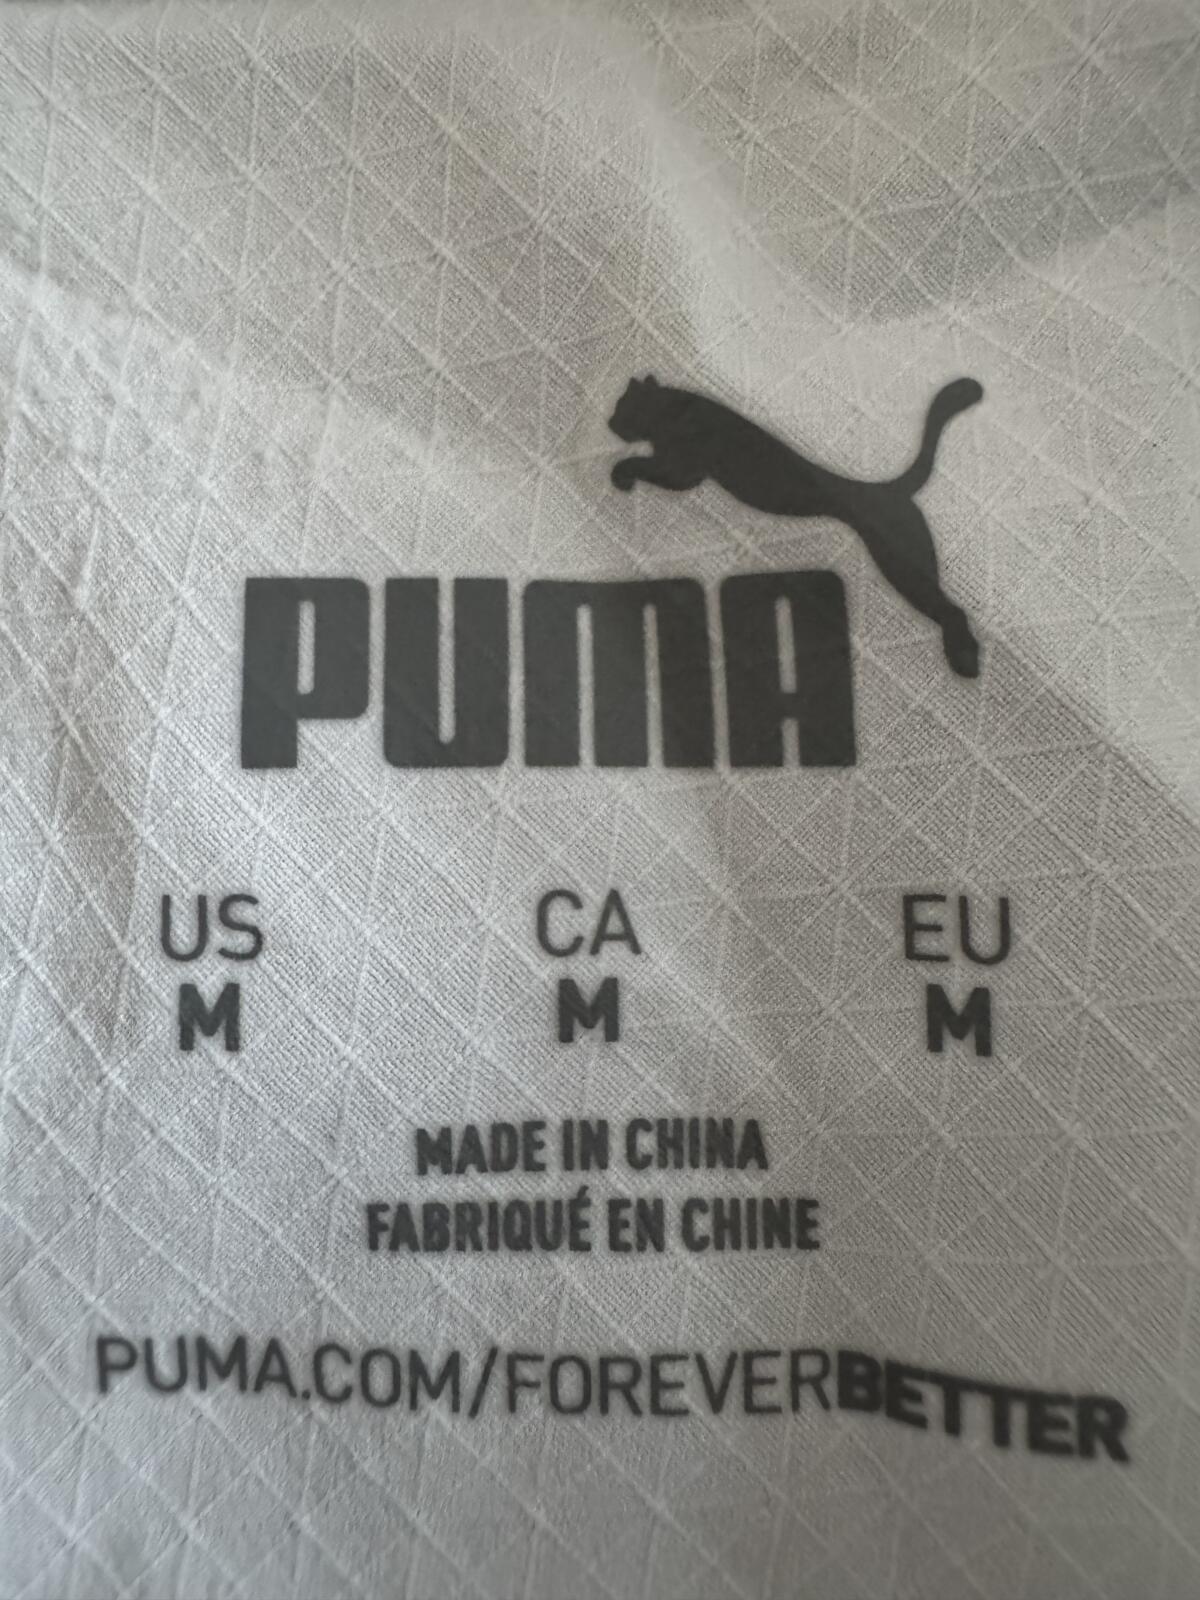 PUMA
US CA EU
M M M
MADE IN CHINA
FABRIQUÉ EN CHINE
PUMA.COM/FOREVERBETTER